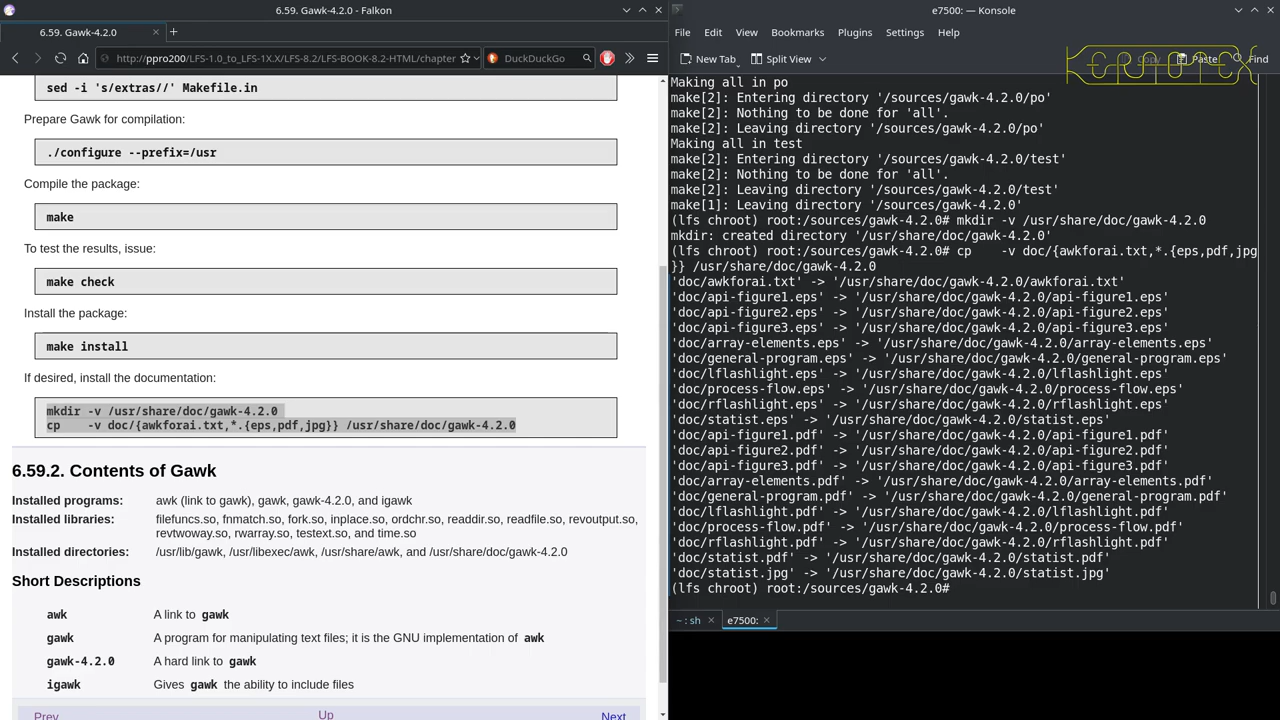 6.59. Gawk-4.2.0 - Falkon
6.59. Gawk-4.2.0
http://ppro200/LFS-1.0_to_LFS-1X.X/LFS-8.2/LFS-BOOK-8.2-HTML/chapter
DuckDuckGo
sed -i 's/extras//' Makefile.in
Prepare Gawk for compilation:
./configure --prefix=/usr
Compile the package:
make
To test the results, issue:
make check
Install the package:
make install
If desired, install the documentation:
mkdir -v /usr/share/doc/gawk-4.2.0
cp    -v doc/{awkforai.txt,*.{eps,pdf,jpg}} /usr/share/doc/gawk-4.2.0
6.59.2. Contents of Gawk
Installed programs: awk (link to gawk), gawk, gawk-4.2.0, and igawk
Installed libraries: filefuncs.so, fnmatch.so, fork.so, inplace.so, ordchr.so, readdir.so, readfile.so, revoutput.so,
revtwoway.so, rwarray.so, testext.so, and time.so
Installed directories: /usr/lib/gawk, /usr/libexec/awk, /usr/share/awk, and /usr/share/doc/gawk-4.2.0
Short Descriptions
awk A link to gawk
gawk A program for manipulating text files; it is the GNU implementation of awk
gawk-4.2.0 A hard link to gawk
igawk Gives gawk the ability to include files
Prev Up Next
e7500: — Konsole
File Edit View Bookmarks Plugins Settings Help
New Tab Split View Copy Paste Find
Making all in po
make[2]: Entering directory '/sources/gawk-4.2.0/po'
make[2]: Nothing to be done for 'all'.
make[2]: Leaving directory '/sources/gawk-4.2.0/po'
Making all in test
make[2]: Entering directory '/sources/gawk-4.2.0/test'
make[2]: Nothing to be done for 'all'.
make[2]: Leaving directory '/sources/gawk-4.2.0/test'
make[1]: Leaving directory '/sources/gawk-4.2.0'
(lfs chroot) root:/sources/gawk-4.2.0# mkdir -v /usr/share/doc/gawk-4.2.0
mkdir: created directory '/usr/share/doc/gawk-4.2.0'
(lfs chroot) root:/sources/gawk-4.2.0# cp    -v doc/{awkforai.txt,*.{eps,pdf,jpg
}} /usr/share/doc/gawk-4.2.0
'doc/awkforai.txt' -> '/usr/share/doc/gawk-4.2.0/awkforai.txt'
'doc/api-figure1.eps' -> '/usr/share/doc/gawk-4.2.0/api-figure1.eps'
'doc/api-figure2.eps' -> '/usr/share/doc/gawk-4.2.0/api-figure2.eps'
'doc/api-figure3.eps' -> '/usr/share/doc/gawk-4.2.0/api-figure3.eps'
'doc/array-elements.eps' -> '/usr/share/doc/gawk-4.2.0/array-elements.eps'
'doc/general-program.eps' -> '/usr/share/doc/gawk-4.2.0/general-program.eps'
'doc/lflashlight.eps' -> '/usr/share/doc/gawk-4.2.0/lflashlight.eps'
'doc/process-flow.eps' -> '/usr/share/doc/gawk-4.2.0/process-flow.eps'
'doc/rflashlight.eps' -> '/usr/share/doc/gawk-4.2.0/rflashlight.eps'
'doc/statist.eps' -> '/usr/share/doc/gawk-4.2.0/statist.eps'
'doc/api-figure1.pdf' -> '/usr/share/doc/gawk-4.2.0/api-figure1.pdf'
'doc/api-figure2.pdf' -> '/usr/share/doc/gawk-4.2.0/api-figure2.pdf'
'doc/api-figure3.pdf' -> '/usr/share/doc/gawk-4.2.0/api-figure3.pdf'
'doc/array-elements.pdf' -> '/usr/share/doc/gawk-4.2.0/array-elements.pdf'
'doc/general-program.pdf' -> '/usr/share/doc/gawk-4.2.0/general-program.pdf'
'doc/lflashlight.pdf' -> '/usr/share/doc/gawk-4.2.0/lflashlight.pdf'
'doc/process-flow.pdf' -> '/usr/share/doc/gawk-4.2.0/process-flow.pdf'
'doc/rflashlight.pdf' -> '/usr/share/doc/gawk-4.2.0/rflashlight.pdf'
'doc/statist.pdf' -> '/usr/share/doc/gawk-4.2.0/statist.pdf'
'doc/statist.jpg' -> '/usr/share/doc/gawk-4.2.0/statist.jpg'
(lfs chroot) root:/sources/gawk-4.2.0#
~ : sh e7500: